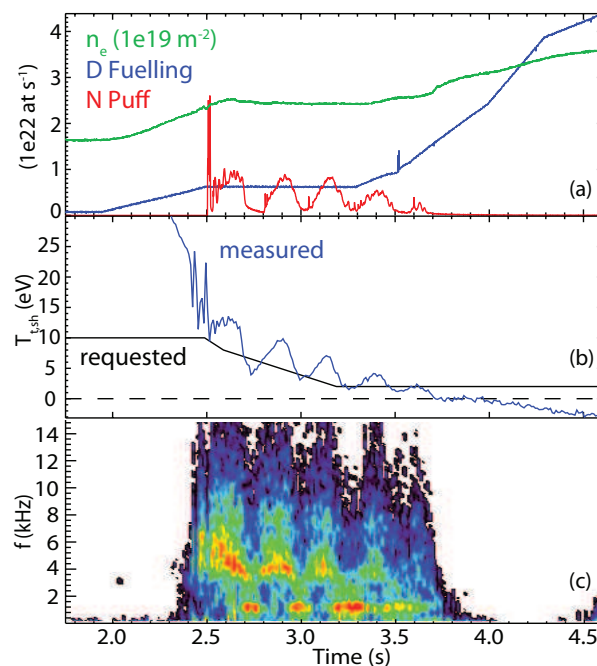 n_e (1e19 m^-2)
D Fuelling
N Puff
(1e22 at s^-1)
4
3
2
1
0
(a)
T_t,sh (eV)
25
20
15
10
5
0
measured
requested
(b)
f (kHz)
14
12
10
8
6
4
2
(c)
2.0 2.5 3.0 3.5 4.0 4.5
Time (s)